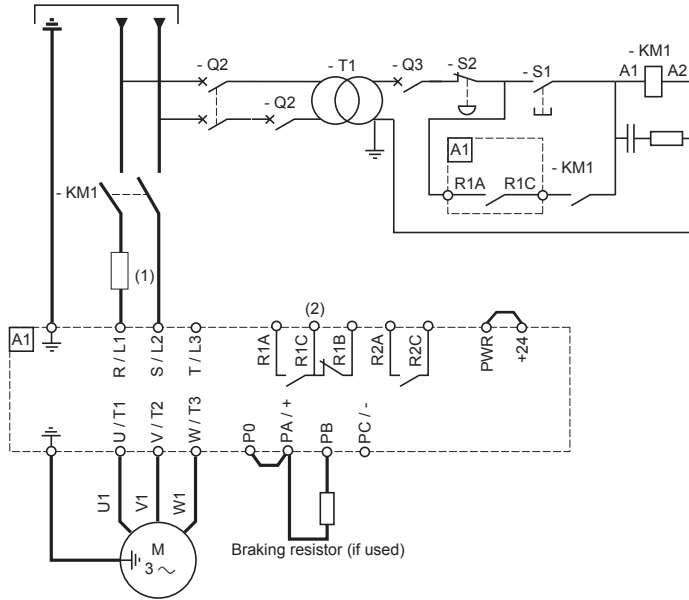 - Q2
- T1
- Q3
- S2
- S1
- KM1
A1
A2
- Q2
A1
R1A
R1C
- KM1
- KM1
(1)
(2)
A1
R / L1
S / L2
T / L3
R1A
R1C
R1B
R2A
R2C
PWR
+24
U / T1
V / T2
W / T3
P0
PA / +
PB
PC / -
U1
V1
W1
M
3 ~
Braking resistor (if used)